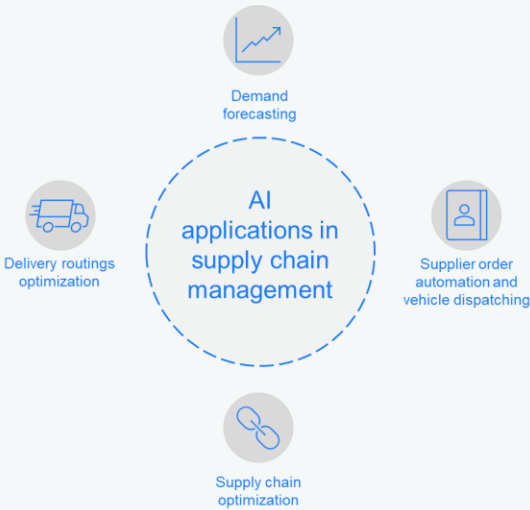 Demand
forecasting
AI
applications in
supply chain
management
Delivery routings
optimization
Supplier order
automation and
vehicle dispatching
Supply chain
optimization